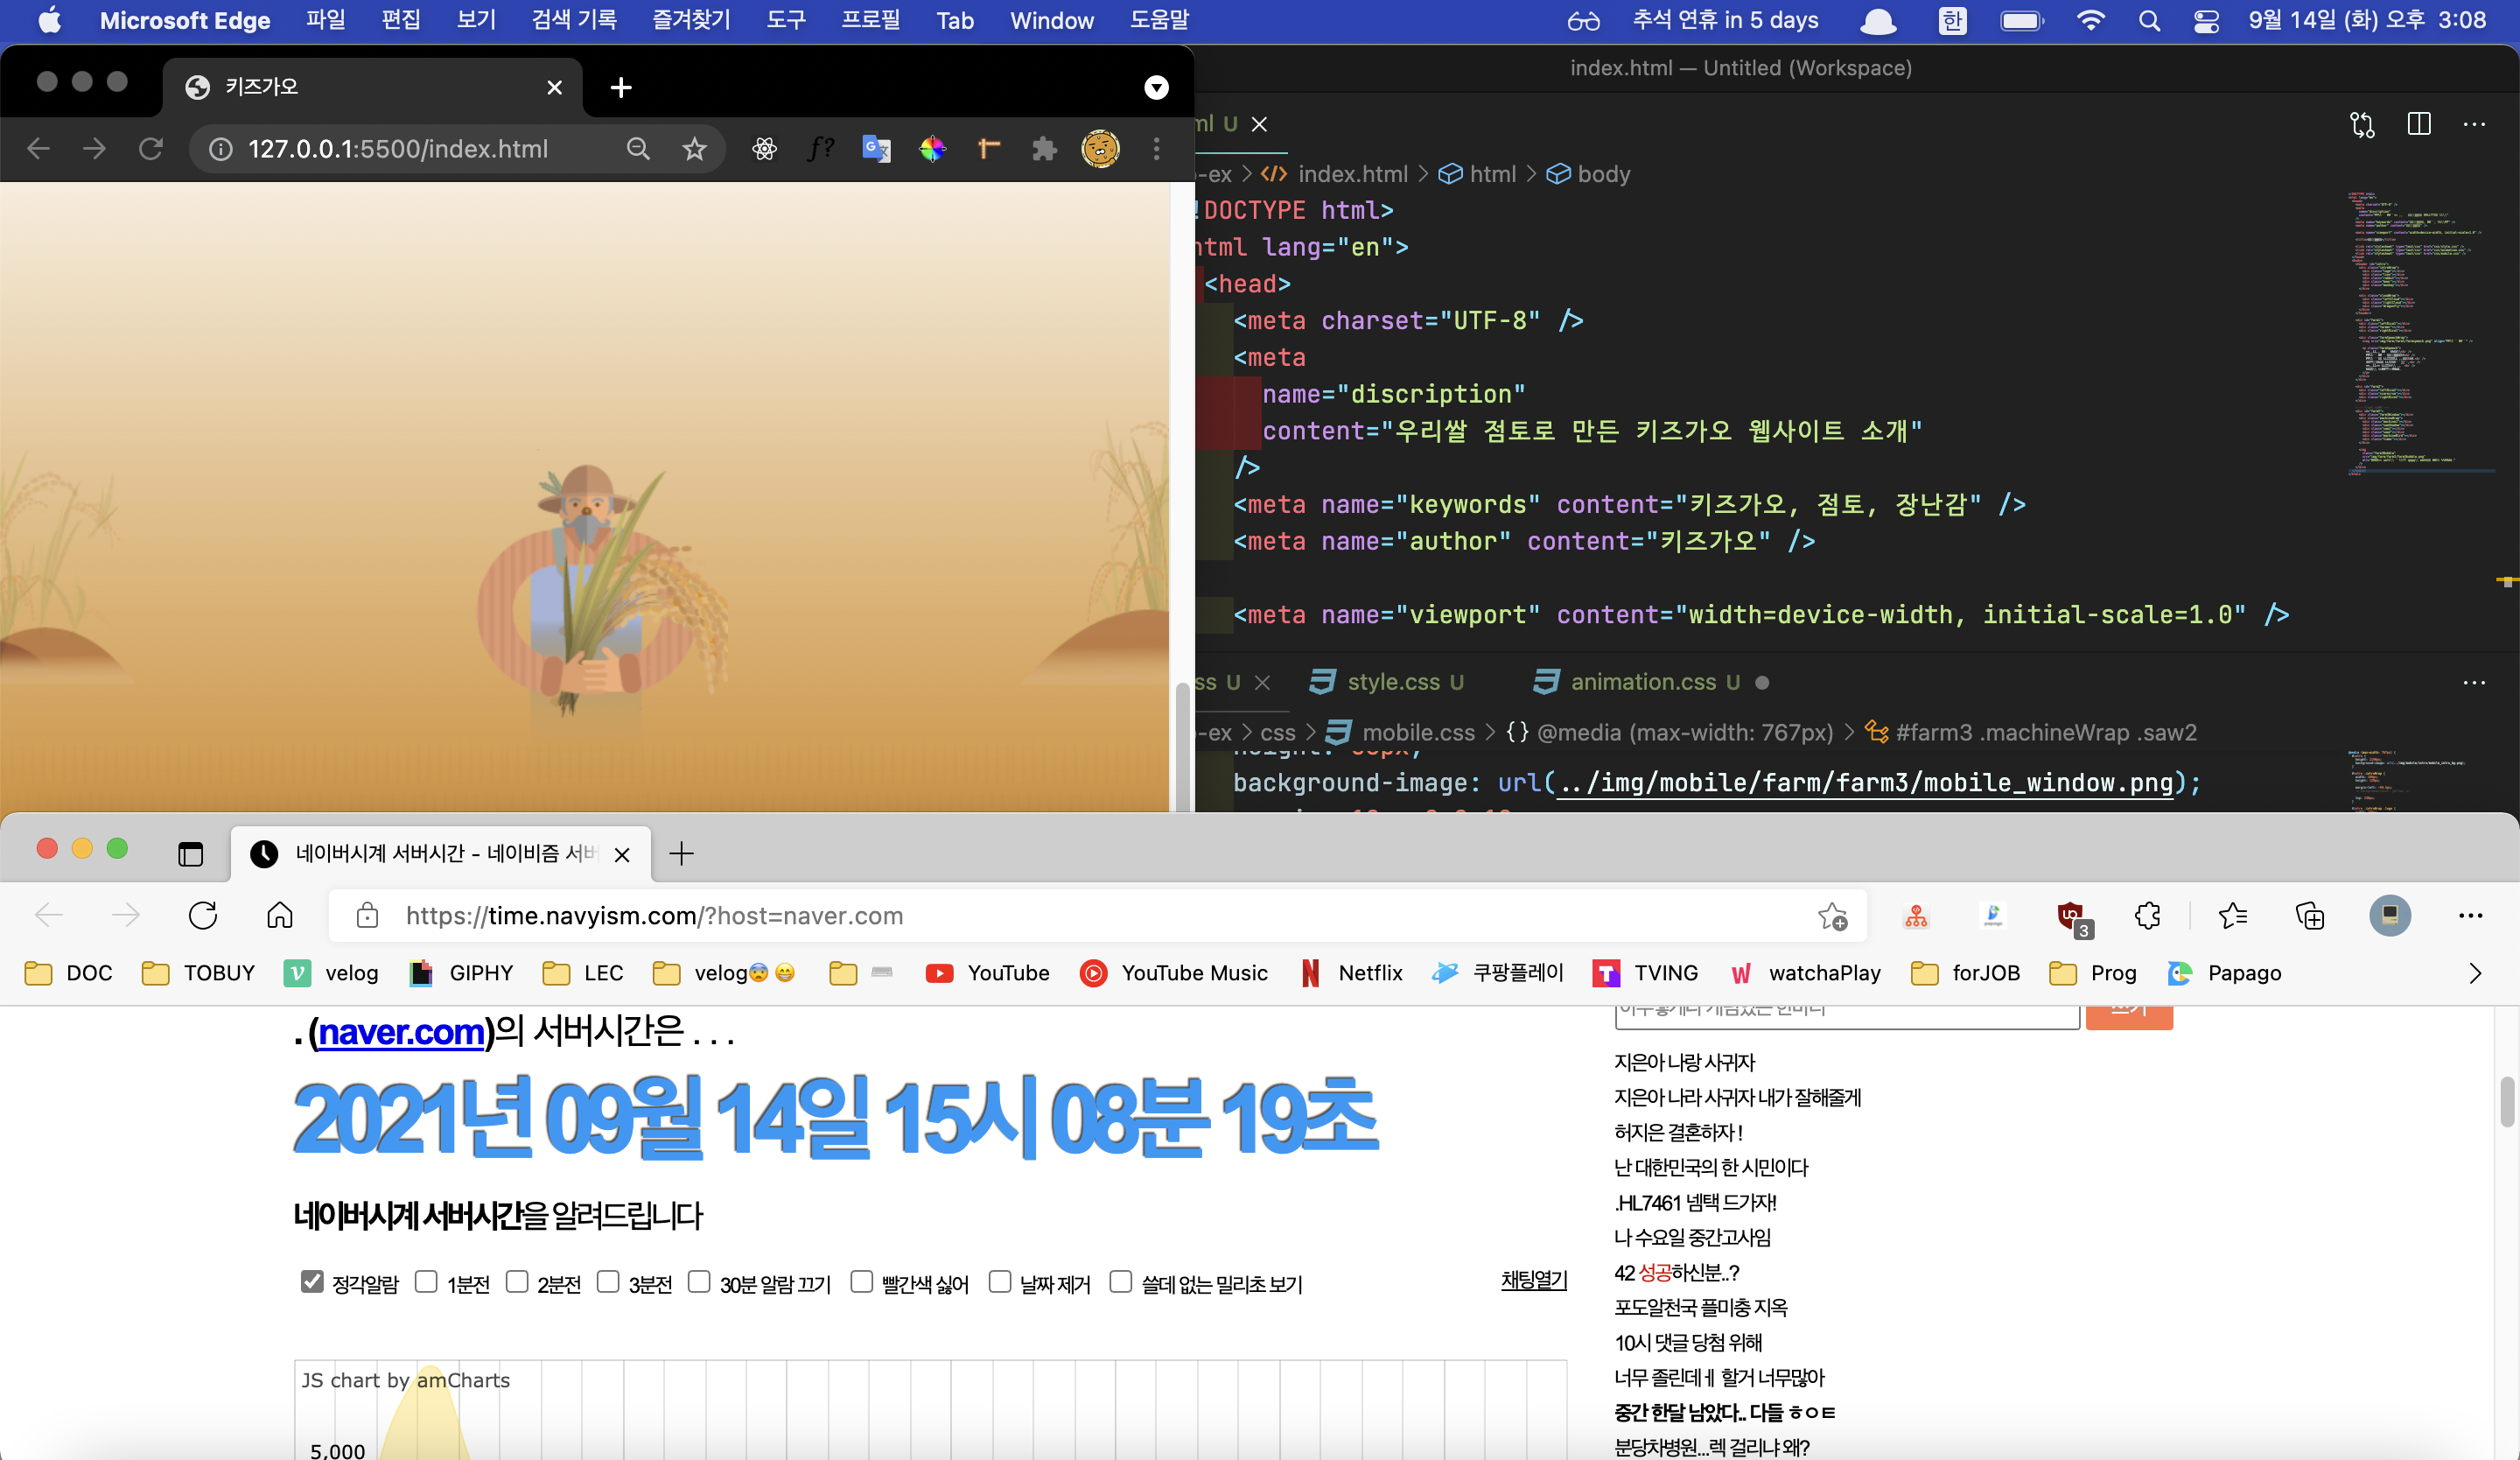 Microsoft Edge 파일 편집 보기 검색 기록 즐겨찾기 도구 프로필 Tab Window 도움말 추석 연휴 in 5 days 한 9월 14일 (화) 오후 3:08
키즈가오
127.0.0.1:5500/index.html
index.html — Untitled (Workspace)
ml U
-ex > </> index.html > html > body
!DOCTYPE html>
html lang="en">
<head>
<meta charset="UTF-8" />
<meta
name="discription"
content="우리쌀 점토로 만든 키즈가오 웹사이트 소개"
/>
<meta name="keywords" content="키즈가오, 점토, 장난감" />
<meta name="author" content="키즈가오" />
<meta name="viewport" content="width=device-width, initial-scale=1.0" />
ss U style.css U animation.css U
-ex > css > mobile.css > {} @media (max-width: 767px) > #farm3 .machineWrap .saw2
background-image: url(../img/mobile/farm/farm3/mobile_window.png);
네이버시계 서버시간 - 네이비즘 서버
https://time.navyism.com/?host=naver.com
3
DOC TOBUY velog GIPHY LEC velog😨😁 YouTube YouTube Music Netflix 쿠팡플레이 TVING watchaPlay forJOB Prog Papago
. (naver.com)의 서버시간은 . . .
2021년 09월 14일 15시 08분 19초
네이버시계 서버시간을 알려드립니다
정각알람 1분전 2분전 3분전 30분 알람 끄기 빨간색 싫어 날짜 제거 쓸데 없는 밀리초 보기 채팅열기
JS chart by amCharts
5,000
쓰기
지은아 나랑 사귀자
지은아 나라 사귀자 내가 잘해줄게
허지은 결혼하자 !
난 대한민국의 한 시민이다
.HL7461 넴택 드가자!
나 수요일 중간고사임
42 성공하신분..?
포도알천국 플미충 지옥
10시 댓글 당첨 위해
너무 졸린데ㅔ 할거 너무많아
중간 한달 남았다.. 다들 ㅎㅇㅌ
분당차병원...렉 걸리냐 왜?